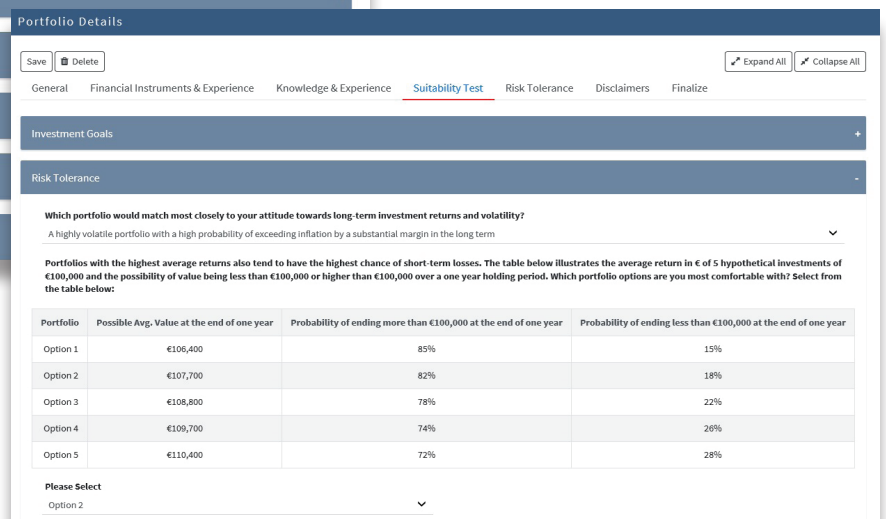 Portfolio Details
Save Delete Expand All Collapse All
General Financial Instruments & Experience Knowledge & Experience Suitability Test Risk Tolerance Disclaimers Finalize
Investment Goals +
Risk Tolerance -
Which portfolio would match most closely to your attitude towards long-term investment returns and volatility?
A highly volatile portfolio with a high probability of exceeding inflation by a substantial margin in the long term
Portfolios with the highest average returns also tend to have the highest chance of short-term losses. The table below illustrates the average return in € of 5 hypothetical investments of
€100,000 and the possibility of value being less than €100,000 or higher than €100,000 over a one year holding period. Which portfolio options are you most comfortable with? Select from
the table below:
Portfolio Possible Avg. Value at the end of one year Probability of ending more than €100,000 at the end of one year Probability of ending less than €100,000 at the end of one year
Option 1 €106,400 85% 15%
Option 2 €107,700 82% 18%
Option 3 €108,800 78% 22%
Option 4 €109,700 74% 26%
Option 5 €110,400 72% 28%
Please Select
Option 2